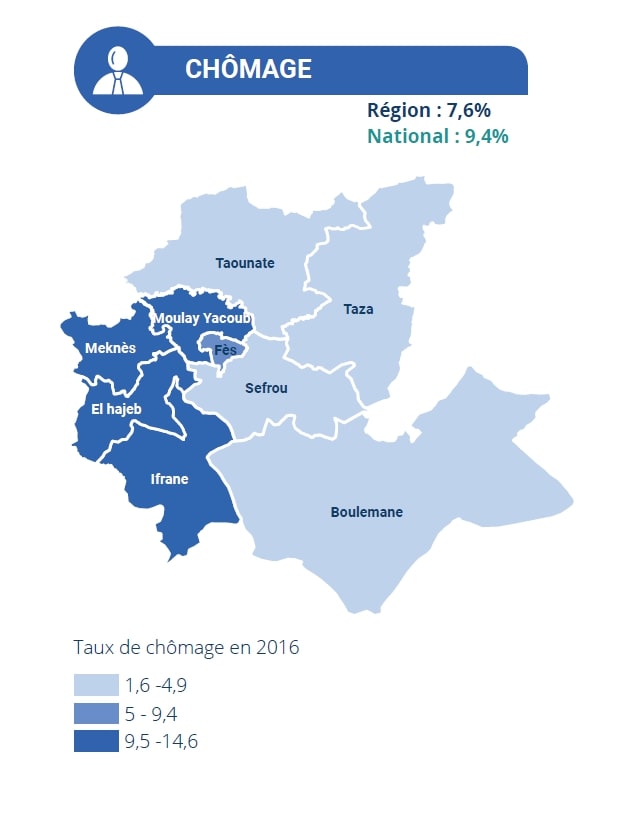 CHÔMAGE
Région : 7,6%
National : 9,4%
Taounate
Taza
Moulay Yacoub
Fès
Meknès
Sefrou
El hajeb
Ifrane
Boulemane
Taux de chômage en 2016
1,6 -4,9
5 - 9,4
9,5 -14,6